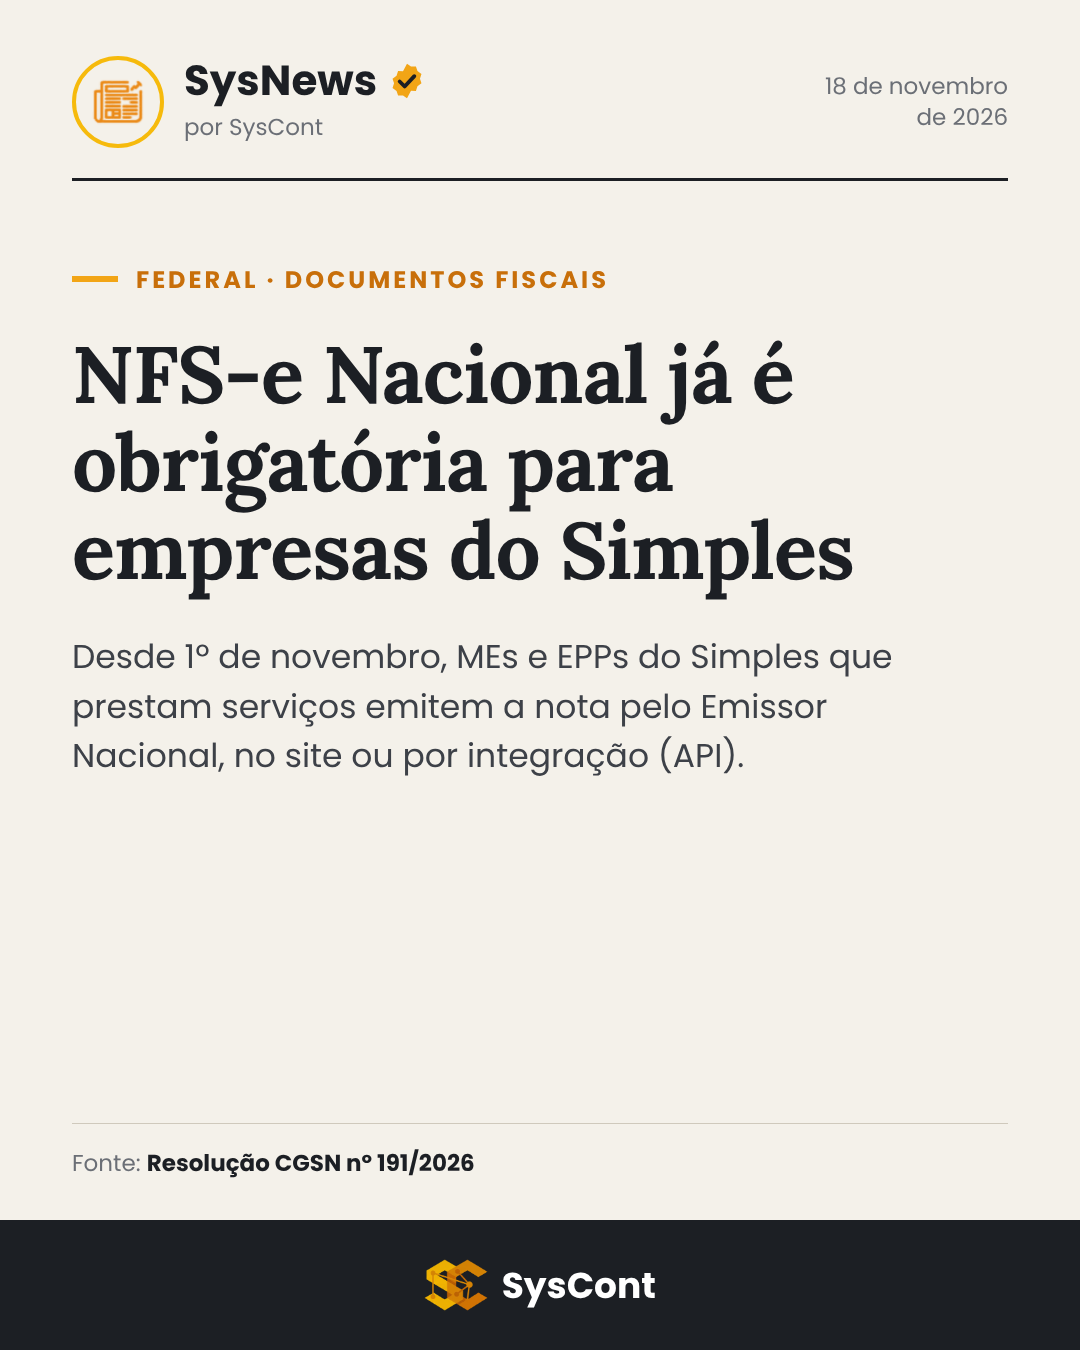 SysNews
por SysCont
18 de novembro
de 2026
FEDERAL · DOCUMENTOS FISCAIS
NFS-e Nacional já é
obrigatória para
empresas do Simples
Desde 1º de novembro, MEs e EPPs do Simples que
prestam serviços emitem a nota pelo Emissor
Nacional, no site ou por integração (API).
Fonte: Resolução CGSN nº 191/2026
SysCont